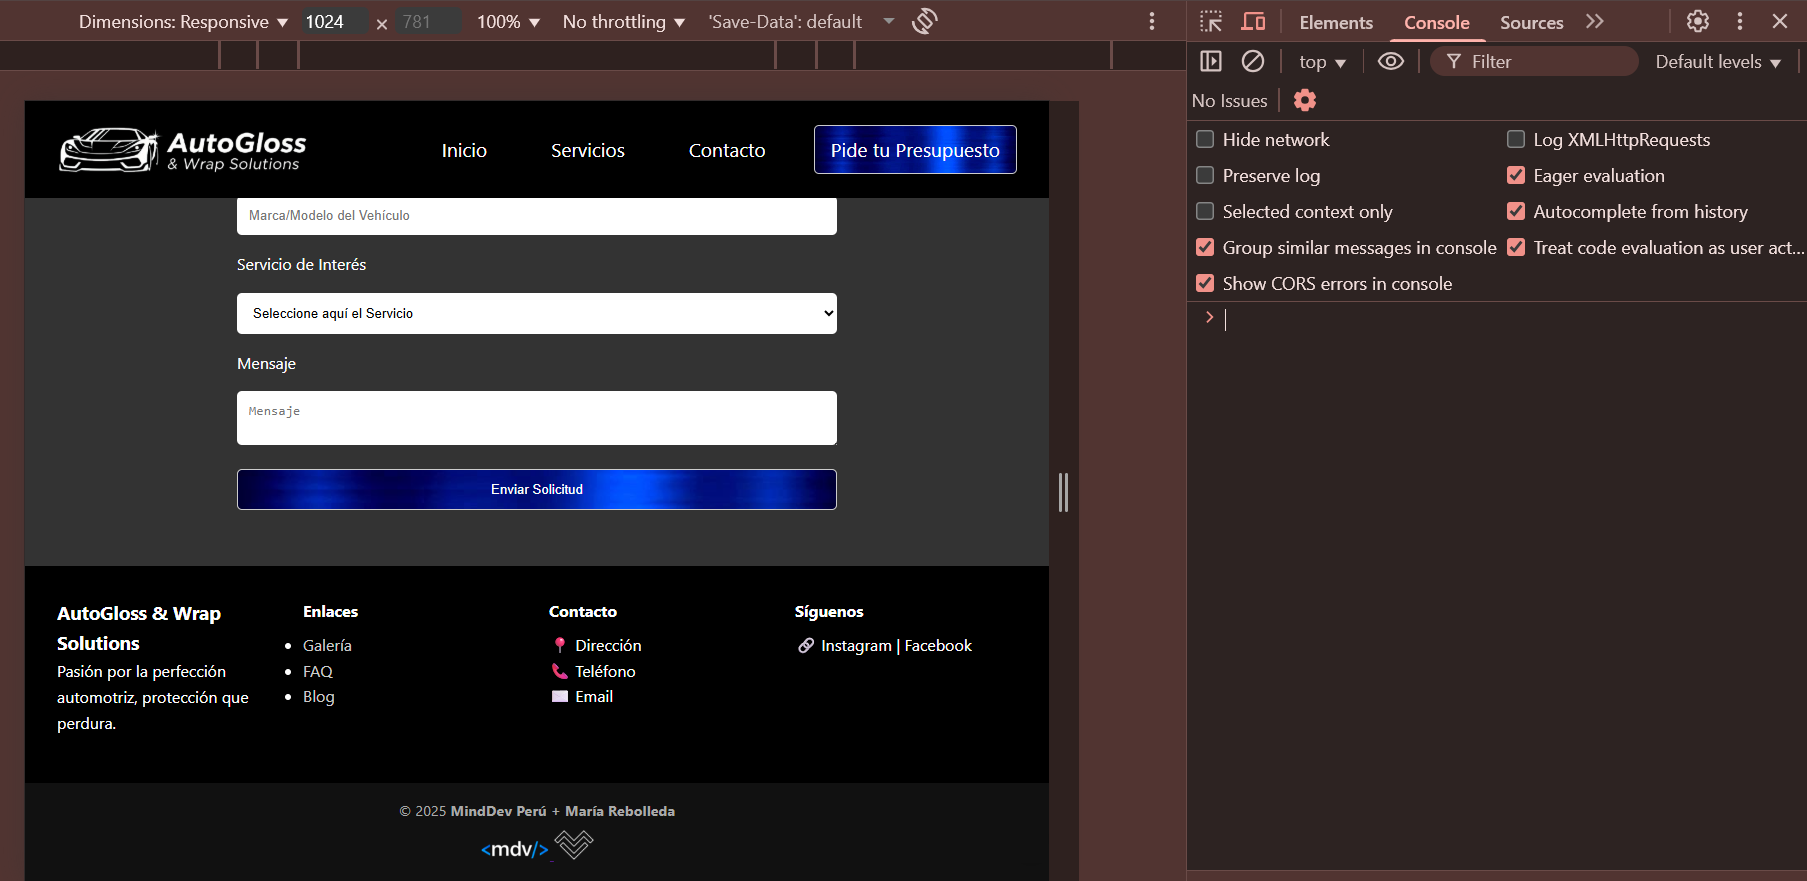 Dimensions: Responsive ▼ 1024 × 781 100% ▼ No throttling ▼ 'Save-Data': default
Elements Console Sources
top ▼ Filter Default levels ▼
No Issues
Hide network
Log XMLHttpRequests
Preserve log
Eager evaluation
Selected context only
Autocomplete from history
Group similar messages in console
Treat code evaluation as user act...
Show CORS errors in console
AutoGloss
& Wrap Solutions
Inicio Servicios Contacto Pide tu Presupuesto
Marca/Modelo del Vehículo
Servicio de Interés
Seleccione aquí el Servicio
Mensaje
Mensaje
Enviar Solicitud
AutoGloss & Wrap
Solutions
Pasión por la perfección
automotriz, protección que
perdura.
Enlaces
• Galería
• FAQ
• Blog
Contacto
📍 Dirección
📞 Teléfono
✉️ Email
Síguenos
🔗 Instagram | Facebook
© 2025 MindDev Perú + María Rebolleda
<mdv/>